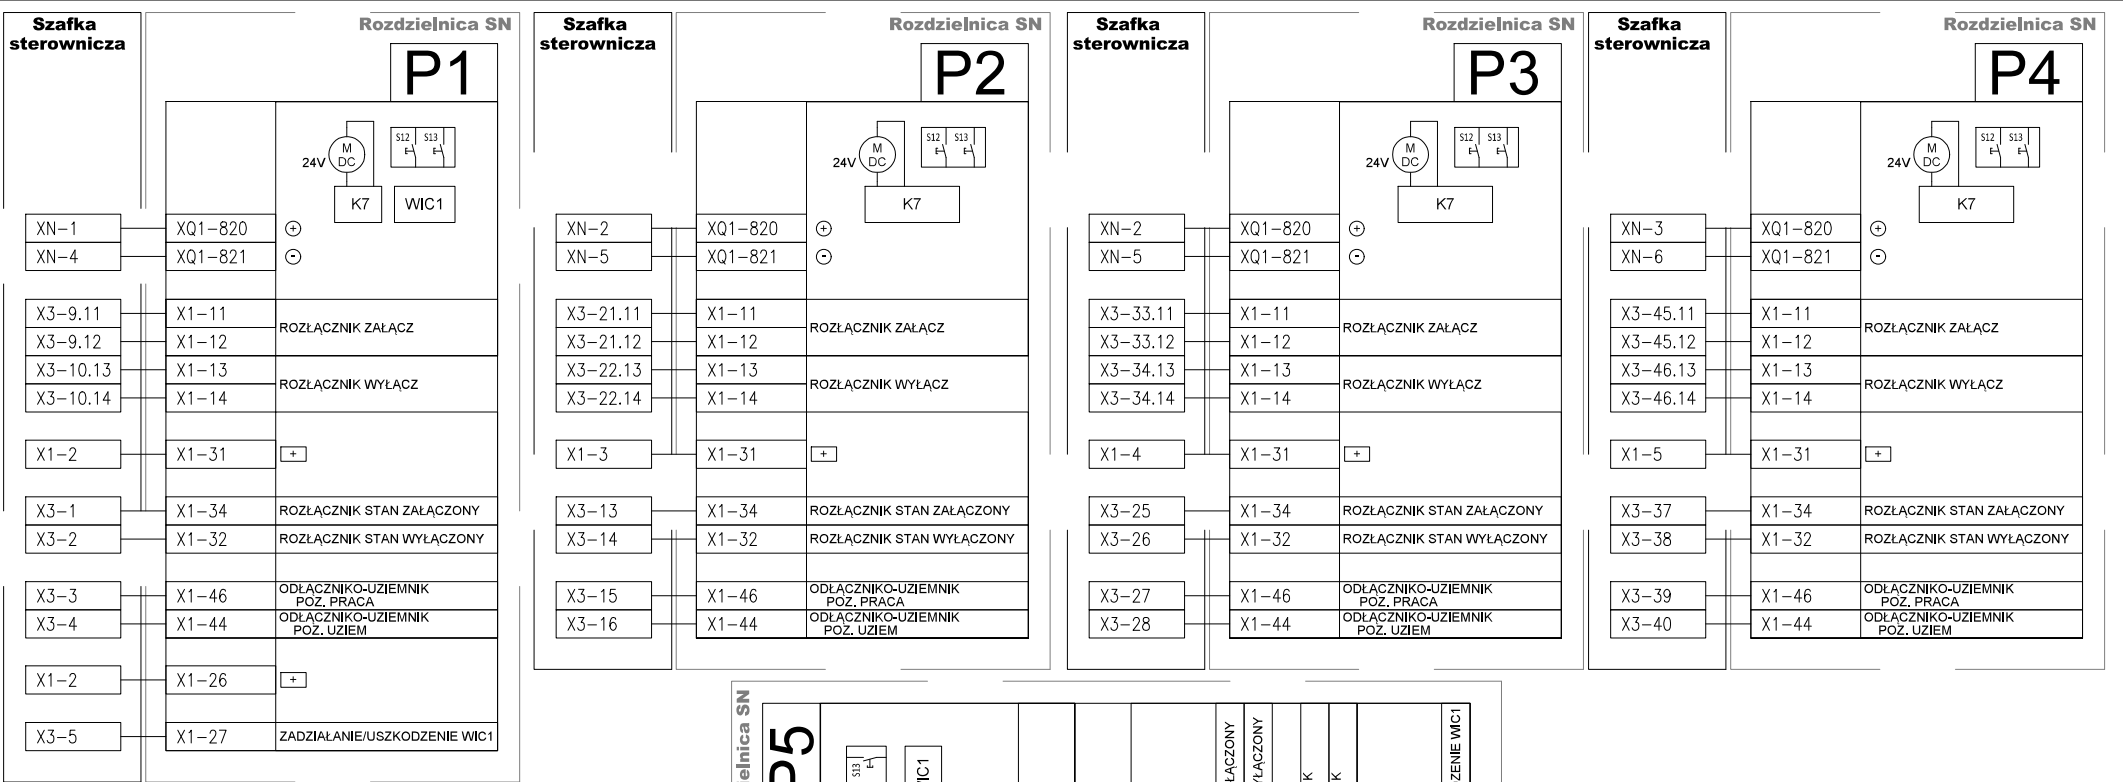 Szafka
sterownicza
Rozdzielnica SN
P1
24V
M
DC
S12 S13
K7
WIC1
XN-1 XQ1-820 +
XN-4 XQ1-821 -
X3-9.11 X1-11
ROZŁĄCZNIK ZAŁĄCZ
X3-9.12 X1-12
X3-10.13 X1-13
ROZŁĄCZNIK WYŁĄCZ
X3-10.14 X1-14
X1-2 X1-31 +
X3-1 X1-34 ROZŁĄCZNIK STAN ZAŁĄCZONY
X3-2 X1-32 ROZŁĄCZNIK STAN WYŁĄCZONY
X3-3 X1-46 ODŁĄCZNIKO-UZIEMNIK
POZ. PRACA
X3-4 X1-44 ODŁĄCZNIKO-UZIEMNIK
POZ. UZIEM
X1-2 X1-26 +
X3-5 X1-27 ZADZIAŁANIE/USZKODZENIE WIC1
Szafka
sterownicza
Rozdzielnica SN
P2
24V
M
DC
S12 S13
K7
XN-2 XQ1-820 +
XN-5 XQ1-821 -
X3-21.11 X1-11
ROZŁĄCZNIK ZAŁĄCZ
X3-21.12 X1-12
X3-22.13 X1-13
ROZŁĄCZNIK WYŁĄCZ
X3-22.14 X1-14
X1-3 X1-31 +
X3-13 X1-34 ROZŁĄCZNIK STAN ZAŁĄCZONY
X3-14 X1-32 ROZŁĄCZNIK STAN WYŁĄCZONY
X3-15 X1-46 ODŁĄCZNIKO-UZIEMNIK
POZ. PRACA
X3-16 X1-44 ODŁĄCZNIKO-UZIEMNIK
POZ. UZIEM
Szafka
sterownicza
Rozdzielnica SN
P3
24V
M
DC
S12 S13
K7
XN-2 XQ1-820 +
XN-5 XQ1-821 -
X3-33.11 X1-11
ROZŁĄCZNIK ZAŁĄCZ
X3-33.12 X1-12
X3-34.13 X1-13
ROZŁĄCZNIK WYŁĄCZ
X3-34.14 X1-14
X1-4 X1-31 +
X3-25 X1-34 ROZŁĄCZNIK STAN ZAŁĄCZONY
X3-26 X1-32 ROZŁĄCZNIK STAN WYŁĄCZONY
X3-27 X1-46 ODŁĄCZNIKO-UZIEMNIK
POZ. PRACA
X3-28 X1-44 ODŁĄCZNIKO-UZIEMNIK
POZ. UZIEM
Szafka
sterownicza
Rozdzielnica SN
P4
24V
M
DC
S12 S13
K7
XN-3 XQ1-820 +
XN-6 XQ1-821 -
X3-45.11 X1-11
ROZŁĄCZNIK ZAŁĄCZ
X3-45.12 X1-12
X3-46.13 X1-13
ROZŁĄCZNIK WYŁĄCZ
X3-46.14 X1-14
X1-5 X1-31 +
X3-37 X1-34 ROZŁĄCZNIK STAN ZAŁĄCZONY
X3-38 X1-32 ROZŁĄCZNIK STAN WYŁĄCZONY
X3-39 X1-46 ODŁĄCZNIKO-UZIEMNIK
POZ. PRACA
X3-40 X1-44 ODŁĄCZNIKO-UZIEMNIK
POZ. UZIEM
elnica SN
P5
S13
IC1
ŁĄCZONY
YŁĄCZONY
K
K
ZENIE WIC1